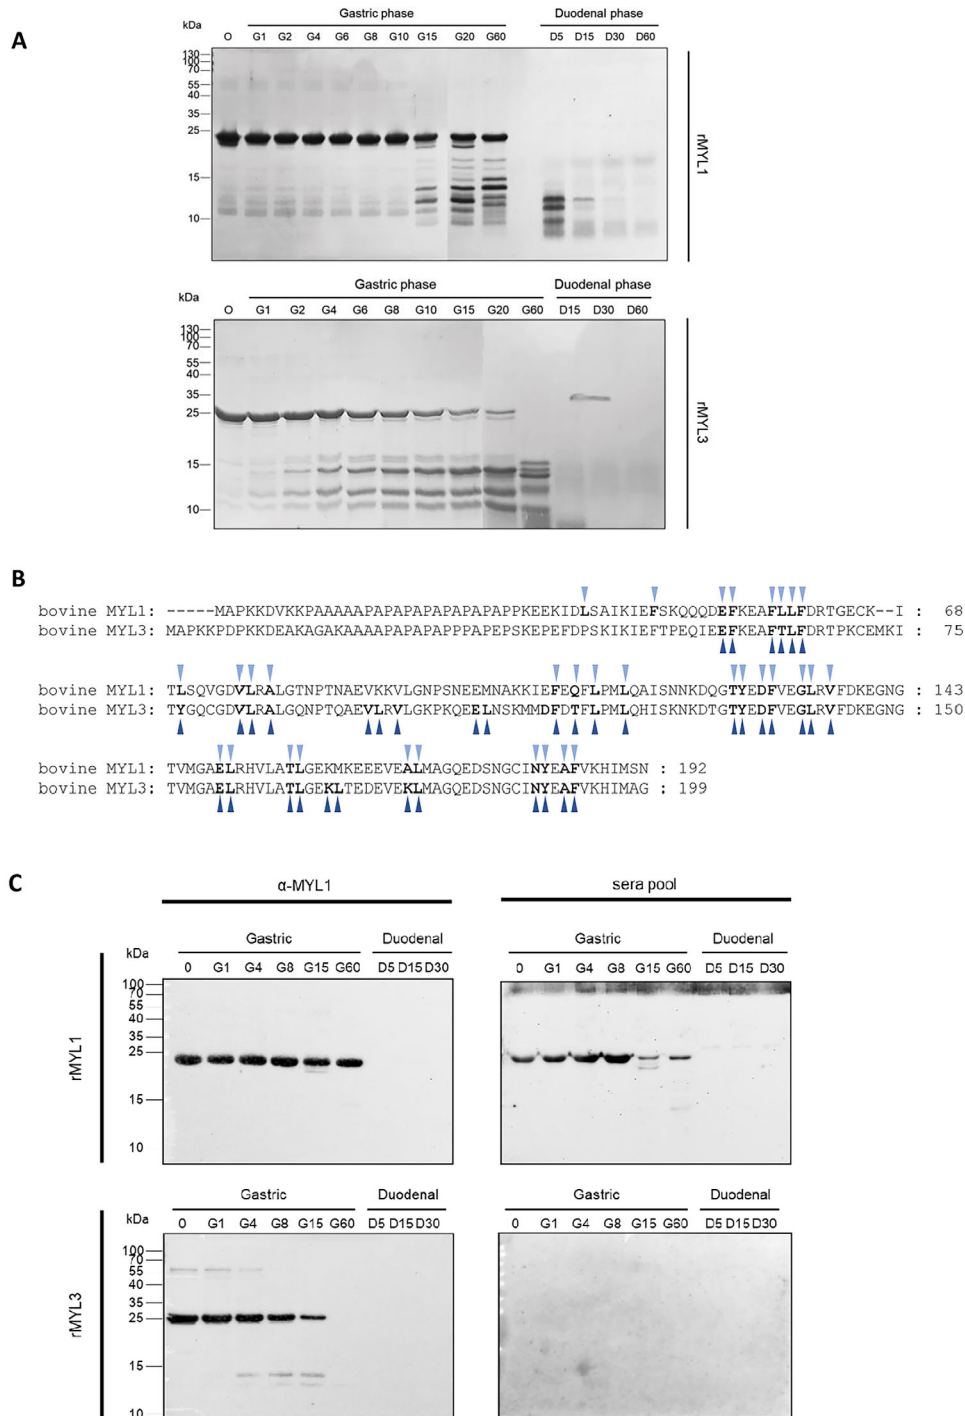 A
Gastric phase
Duodenal phase
kDa
O G1 G2 G4 G6 G8 G10 G15 G20 G60 D5 D15 D30 D60
130
100
70
55
40
35
25
15
10
rMYL1
Gastric phase
Duodenal phase
kDa
O G1 G2 G4 G6 G8 G10 G15 G20 G60 D15 D30 D60
130
100
70
55
40
35
25
15
10
rMYL3
B
bovine MYL1: -----MAPKKDVKKPAAAAAPAPAPAPAPAPAPAPPKEEKIDLSAIKIEFSKQQQDEFKEAFLLFDRTGECK--I : 68
bovine MYL3: MAPKKPDPKKDEAKAGAKAAAAPAPAPAPPPAPEPSKEPEFDPSKIKIEFTPEQIEEFKEAFTLFDRTPKCEMKI : 75
bovine MYL1: TLSQVGDVLRALGTNPTNAEVKKVLGNPSNEEMNAKKIEFEQFLPMLQAISNNKDQGTYEDFVEGLRVFDKEGNG : 143
bovine MYL3: TYGQCGDVLRALGQNPTQAEVLRVLGKPKQEELNSKMMDFDTFLPMLQHISKNKDTGTYEDFVEGLRVFDKEGNG : 150
bovine MYL1: TVMGAELRHVLATLGEKMKEEEVEALMAGQEDSNGCINYEAFVKHIMSN : 192
bovine MYL3: TVMGAELRHVLATLGEKLTEDEVEKLMAGQEDSNGCINYEAFVKHIMAG : 199
C
α-MYL1
sera pool
Gastric
Duodenal
Gastric
Duodenal
kDa
0 G1 G4 G8 G15 G60 D5 D15 D30
0 G1 G4 G8 G15 G60 D5 D15 D30
100
70
55
40
35
25
15
10
rMYL1
Gastric
Duodenal
Gastric
Duodenal
kDa
0 G1 G4 G8 G15 G60 D5 D15 D30
0 G1 G4 G8 G15 G60 D5 D15 D30
100
70
55
40
35
25
15
10
rMYL3